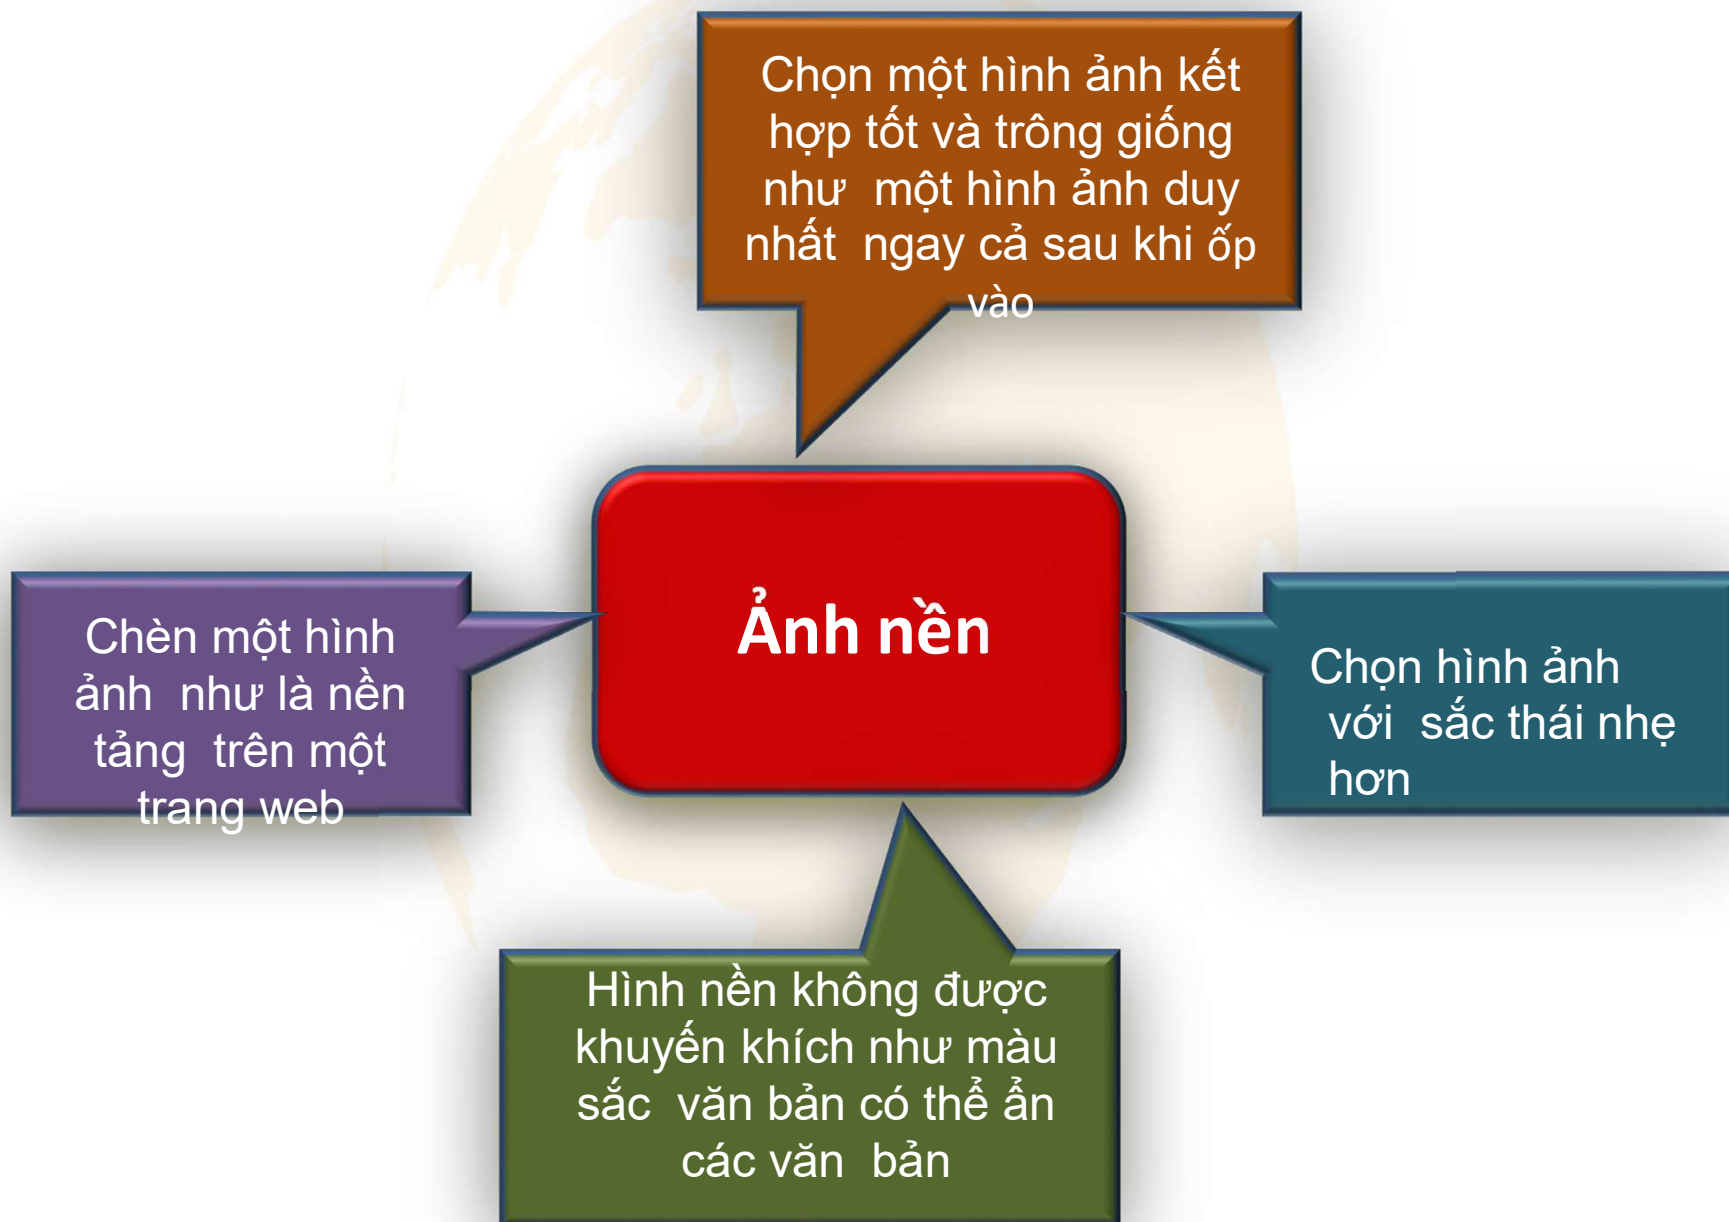 Chọn một hình ảnh kết
hợp tốt và trông giống
như một hình ảnh duy
nhất ngay cả sau khi ốp
vào
Ảnh nền
Chèn một hình
ảnh như là nền
tảng trên một
trang web
Chọn hình ảnh
với sắc thái nhẹ
hơn
Hình nền không được
khuyến khích như màu
sắc văn bản có thể ẩn
các văn bản